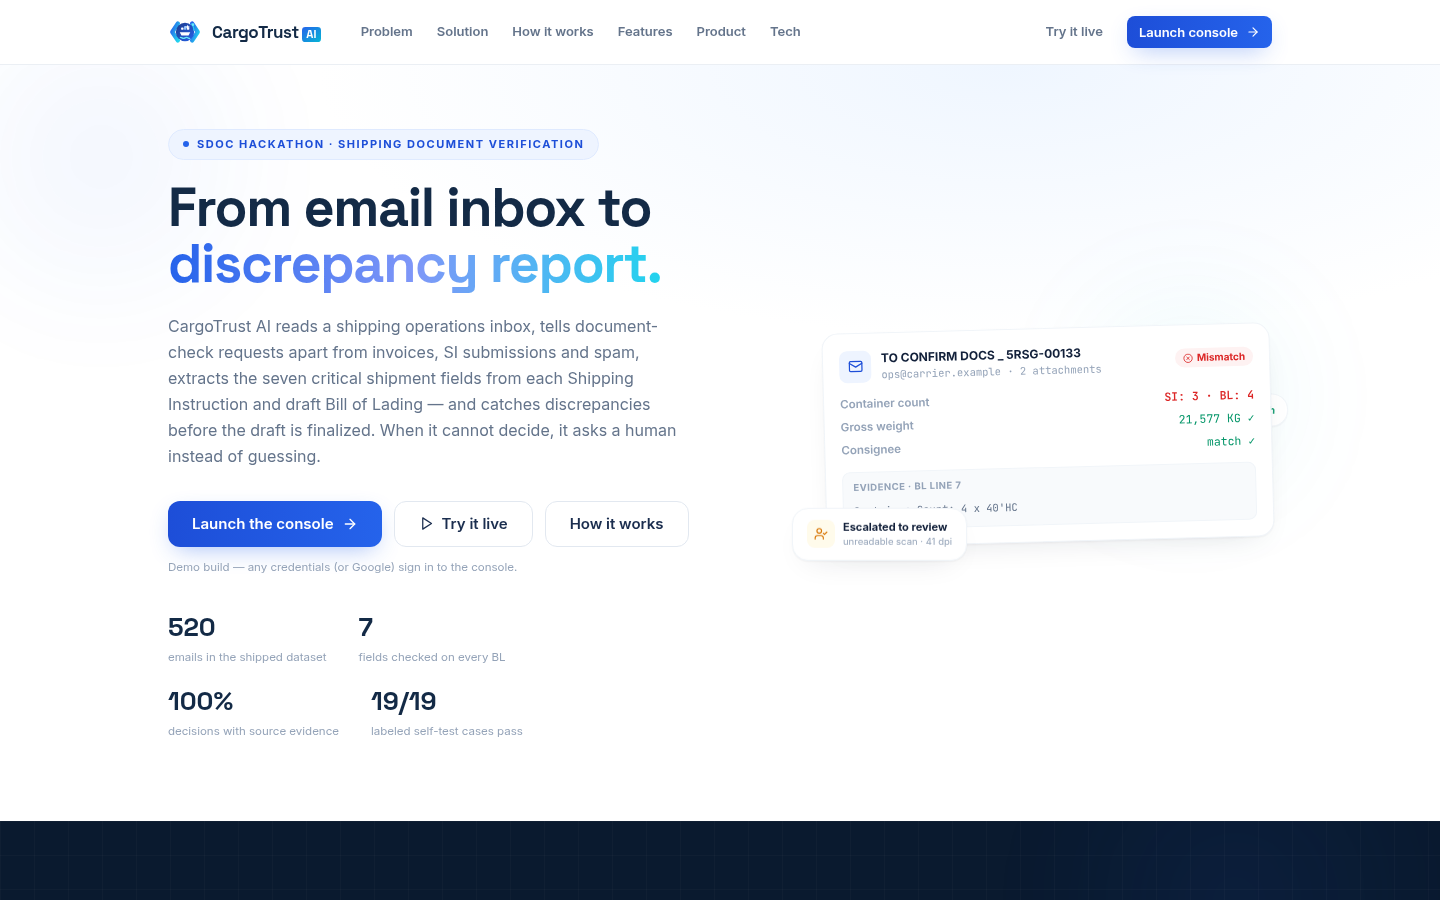 CargoTrust AI
Problem
Solution
How it works
Features
Product
Tech
Try it live
Launch console
SDOC HACKATHON · SHIPPING DOCUMENT VERIFICATION
From email inbox to
discrepancy report.
CargoTrust AI reads a shipping operations inbox, tells document-
check requests apart from invoices, SI submissions and spam,
extracts the seven critical shipment fields from each Shipping
Instruction and draft Bill of Lading — and catches discrepancies
before the draft is finalized. When it cannot decide, it asks a human
instead of guessing.
Launch the console
Try it live
How it works
Demo build — any credentials (or Google) sign in to the console.
520
emails in the shipped dataset
7
fields checked on every BL
100%
decisions with source evidence
19/19
labeled self-test cases pass
TO CONFIRM DOCS _ 5RSG-00133
ops@carrier.example · 2 attachments
Mismatch
Container count
SI: 3 · BL: 4
Gross weight
21,577 KG ✓
Consignee
match ✓
EVIDENCE · BL LINE 7
4 x 40'HC
Escalated to review
unreadable scan · 41 dpi